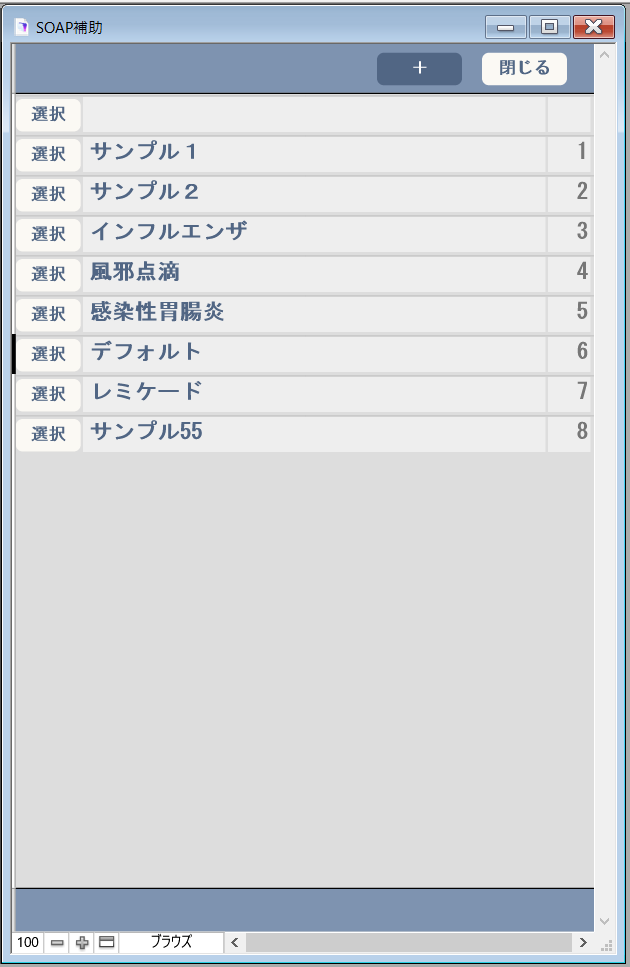 SOAP補助
＋ 閉じる
選択
選択 サンプル１ 1
選択 サンプル２ 2
選択 インフルエンザ 3
選択 風邪点滴 4
選択 感染性胃腸炎 5
選択 デフォルト 6
選択 レミケード 7
選択 サンプル55 8
100 ブラウズ